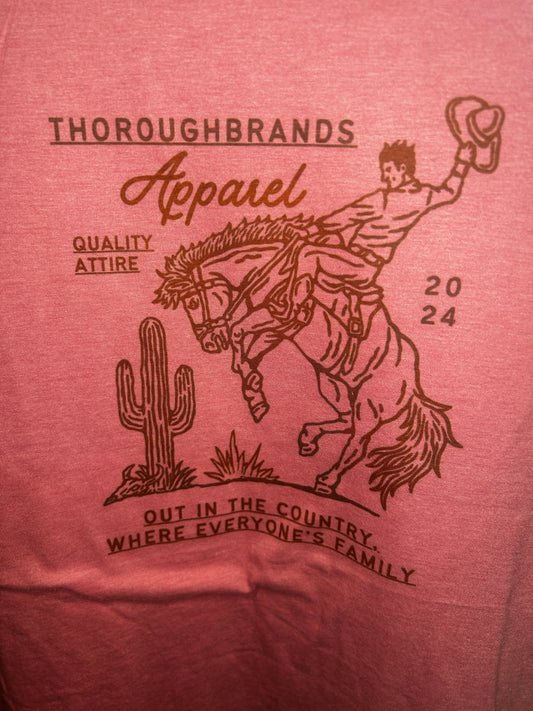 THOROUGHBRANDS
Apparel
QUALITY
ATTIRE
20
24
OUT IN THE COUNTRY,
WHERE EVERYONE'S FAMILY